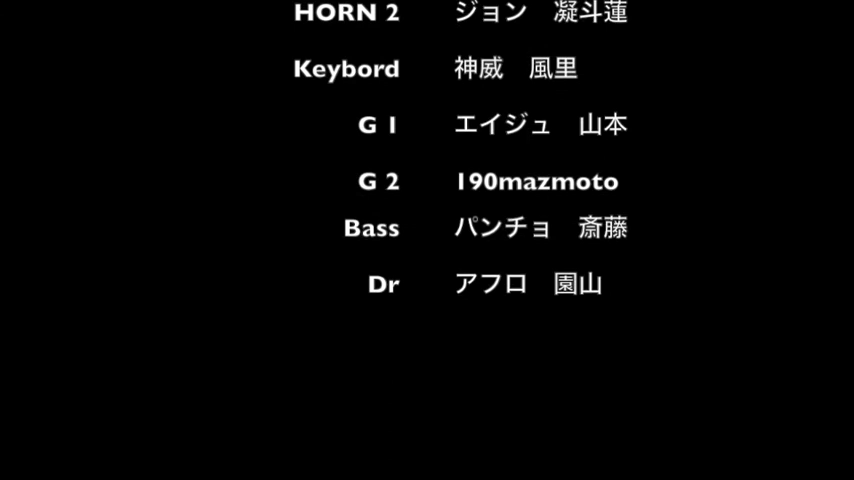 HORN 2 ジョン 凝斗蓮
Keybord 神威 風里
G 1 エイジュ 山本
G 2 190mazmoto
Bass パンチョ 斎藤
Dr アフロ 園山